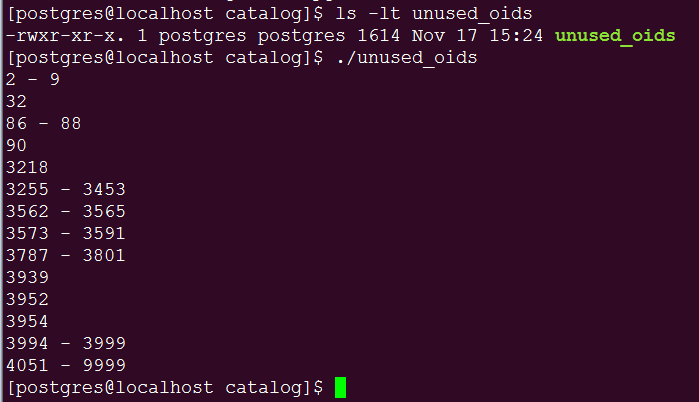 [postgres@localhost catalog]$ ls -lt unused_oids
-rwxr-xr-x. 1 postgres postgres 1614 Nov 17 15:24 unused_oids
[postgres@localhost catalog]$ ./unused_oids
2 - 9
32
86 - 88
90
3218
3255 - 3453
3562 - 3565
3573 - 3591
3787 - 3801
3939
3952
3954
3994 - 3999
4051 - 9999
[postgres@localhost catalog]$